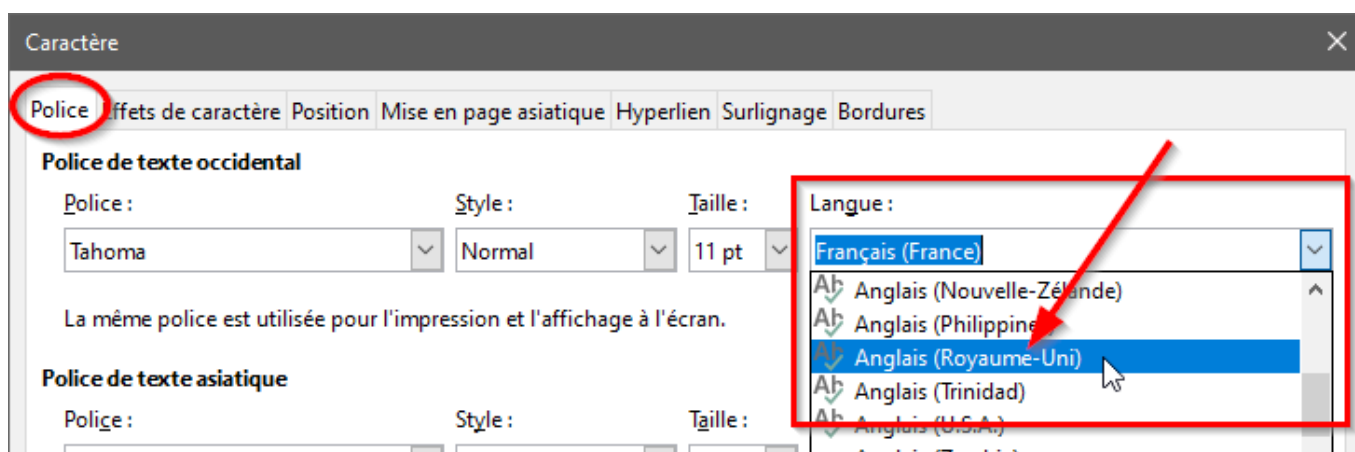 Caractère
Police Effets de caractère Position Mise en page asiatique Hyperlien Surlignage Bordures
Police de texte occidental
Police : Style : Taille : Langue :
Tahoma Normal 11 pt Français (France)
Anglais (Nouvelle-Zélande)
La même police est utilisée pour l'impression et l'affichage à l'écran.
Anglais (Philippines)
Anglais (Royaume-Uni)
Police de texte asiatique
Anglais (Trinidad)
Police : Style : Taille :
Anglais (U.S.A.)